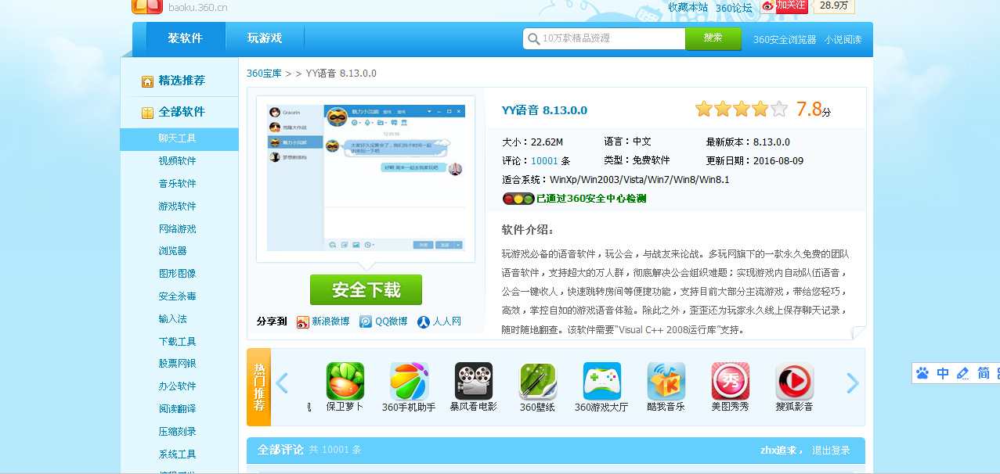 baoku.360.cn
收藏本站 360论坛 加关注 28.9万
装软件 玩游戏 10万款精品资源 搜索 360安全浏览器 小说阅读
精选推荐
全部软件
聊天工具
视频软件
音乐软件
游戏软件
网络游戏
浏览器
图形图像
安全杀毒
输入法
下载工具
股票网银
办公软件
阅读翻译
压缩刻录
系统工具
360宝库 > > YY语音 8.13.0.0
Gracein
克隆大作战
魅力小浣熊
梦想新搭档
魅力小浣熊
12:25:56
大家好久没聚会了，我们找个时间一起
出来玩一下吧
好啊 周末一起去我家玩吧
安全下载
分享到 新浪微博 QQ微博 人人网
YY语音 8.13.0.0 7.8分
大小：22.62M 语言：中文 最新版本：8.13.0.0
评论：10001 条 类型：免费软件 更新日期：2016-08-09
适合系统：WinXp/Win2003/Vista/Win7/Win8/Win8.1
已通过360安全中心检测
软件介绍：
玩游戏必备的语音软件，玩公会，与战友来论战。多玩网旗下的一款永久免费的团队
语音软件，支持超大的万人群，彻底解决公会组织难题；实现游戏内自动队伍语音，
公会一键收人，快速跳转房间等便捷功能，支持目前大部分主流游戏，带给您轻巧，
高效，掌控自如的游戏语音体验。除此之外，歪歪还为玩家永久线上保存聊天记录，
随时随地翻查。该软件需要“Visual C++ 2008运行库”支持。
热门推荐
保卫萝卜 360手机助手 暴风看电影 360壁纸 360游戏大厅 酷我音乐 美图秀秀 搜狐影音
秀
K
全部评论 共 10001 条 zhx追求， 退出登录
中 简